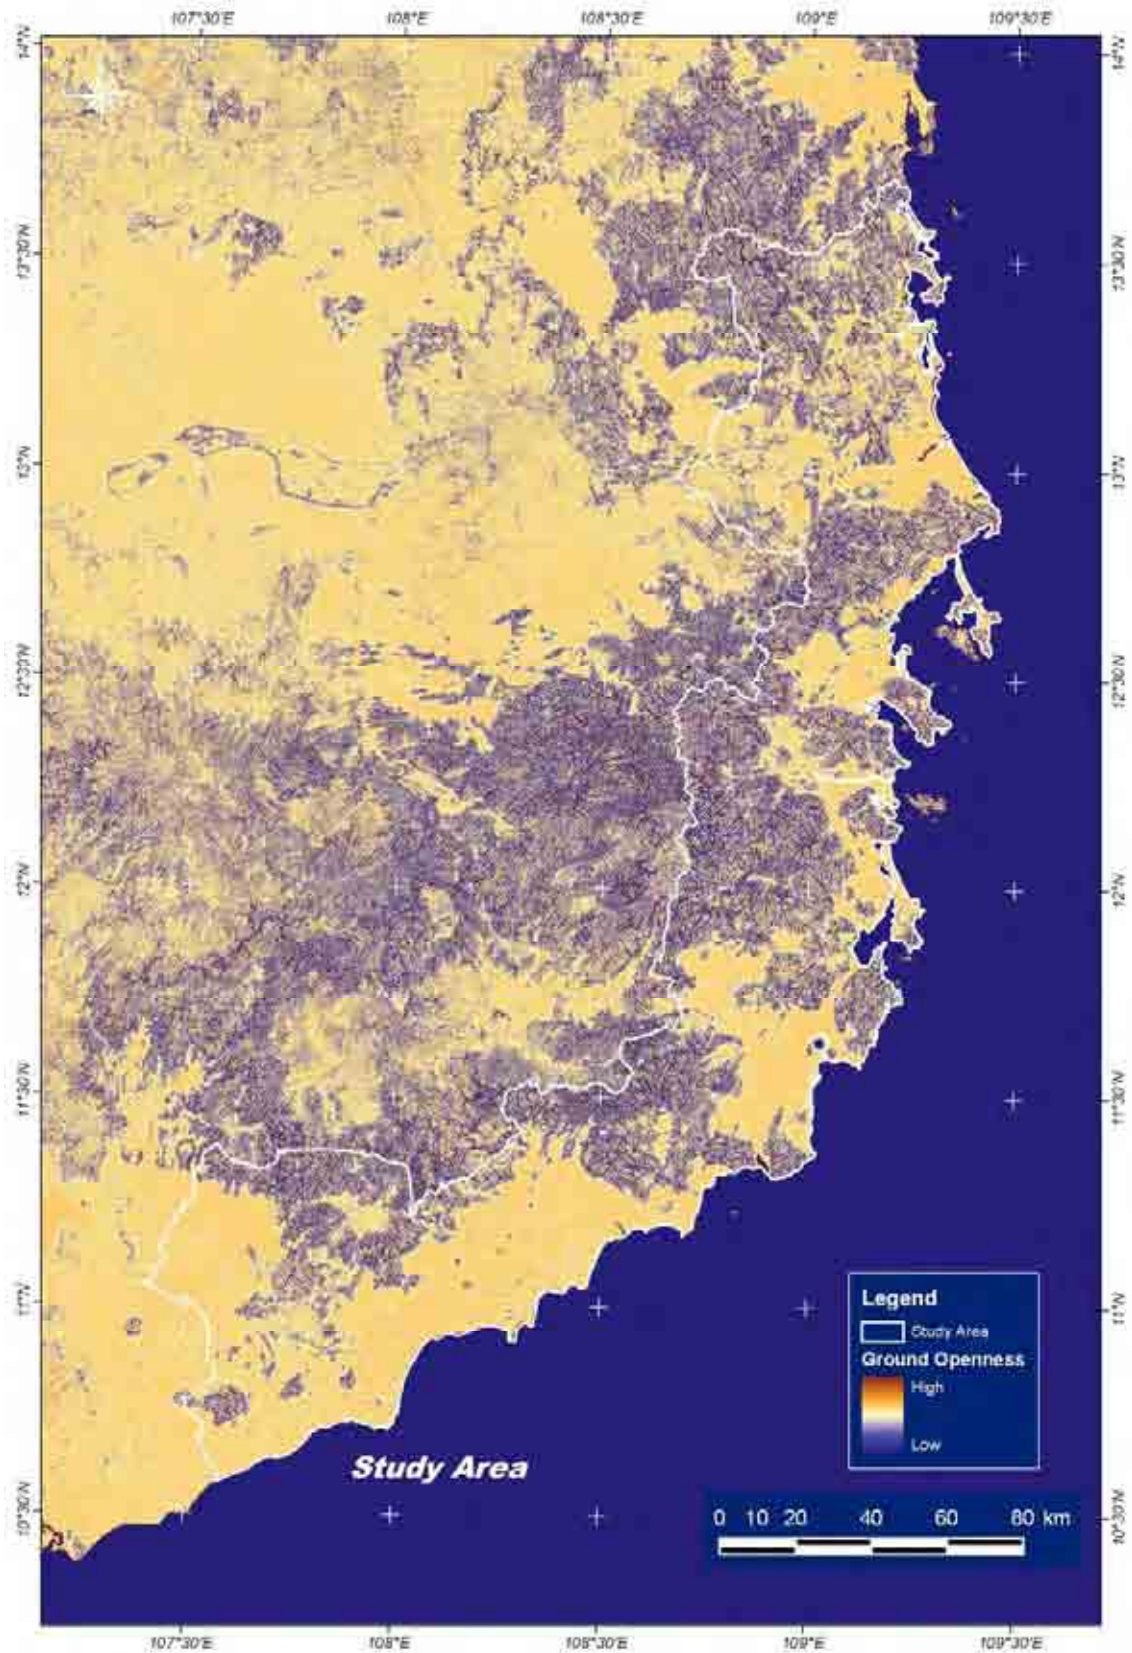 107°30'E 108°E 108°30'E 109°E 109°30'E
14°N 14°N
13°30'N 13°30'N
13°N 13°N
12°30'N 12°30'N
12°N 12°N
11°30'N 11°30'N
11°N 11°N
Legend
Study Area
Ground Openness
High
Low
Study Area
10°30'N 10°30'N
0 10 20 40 60 80 km
107°30'E 108°E 108°30'E 109°E 109°30'E